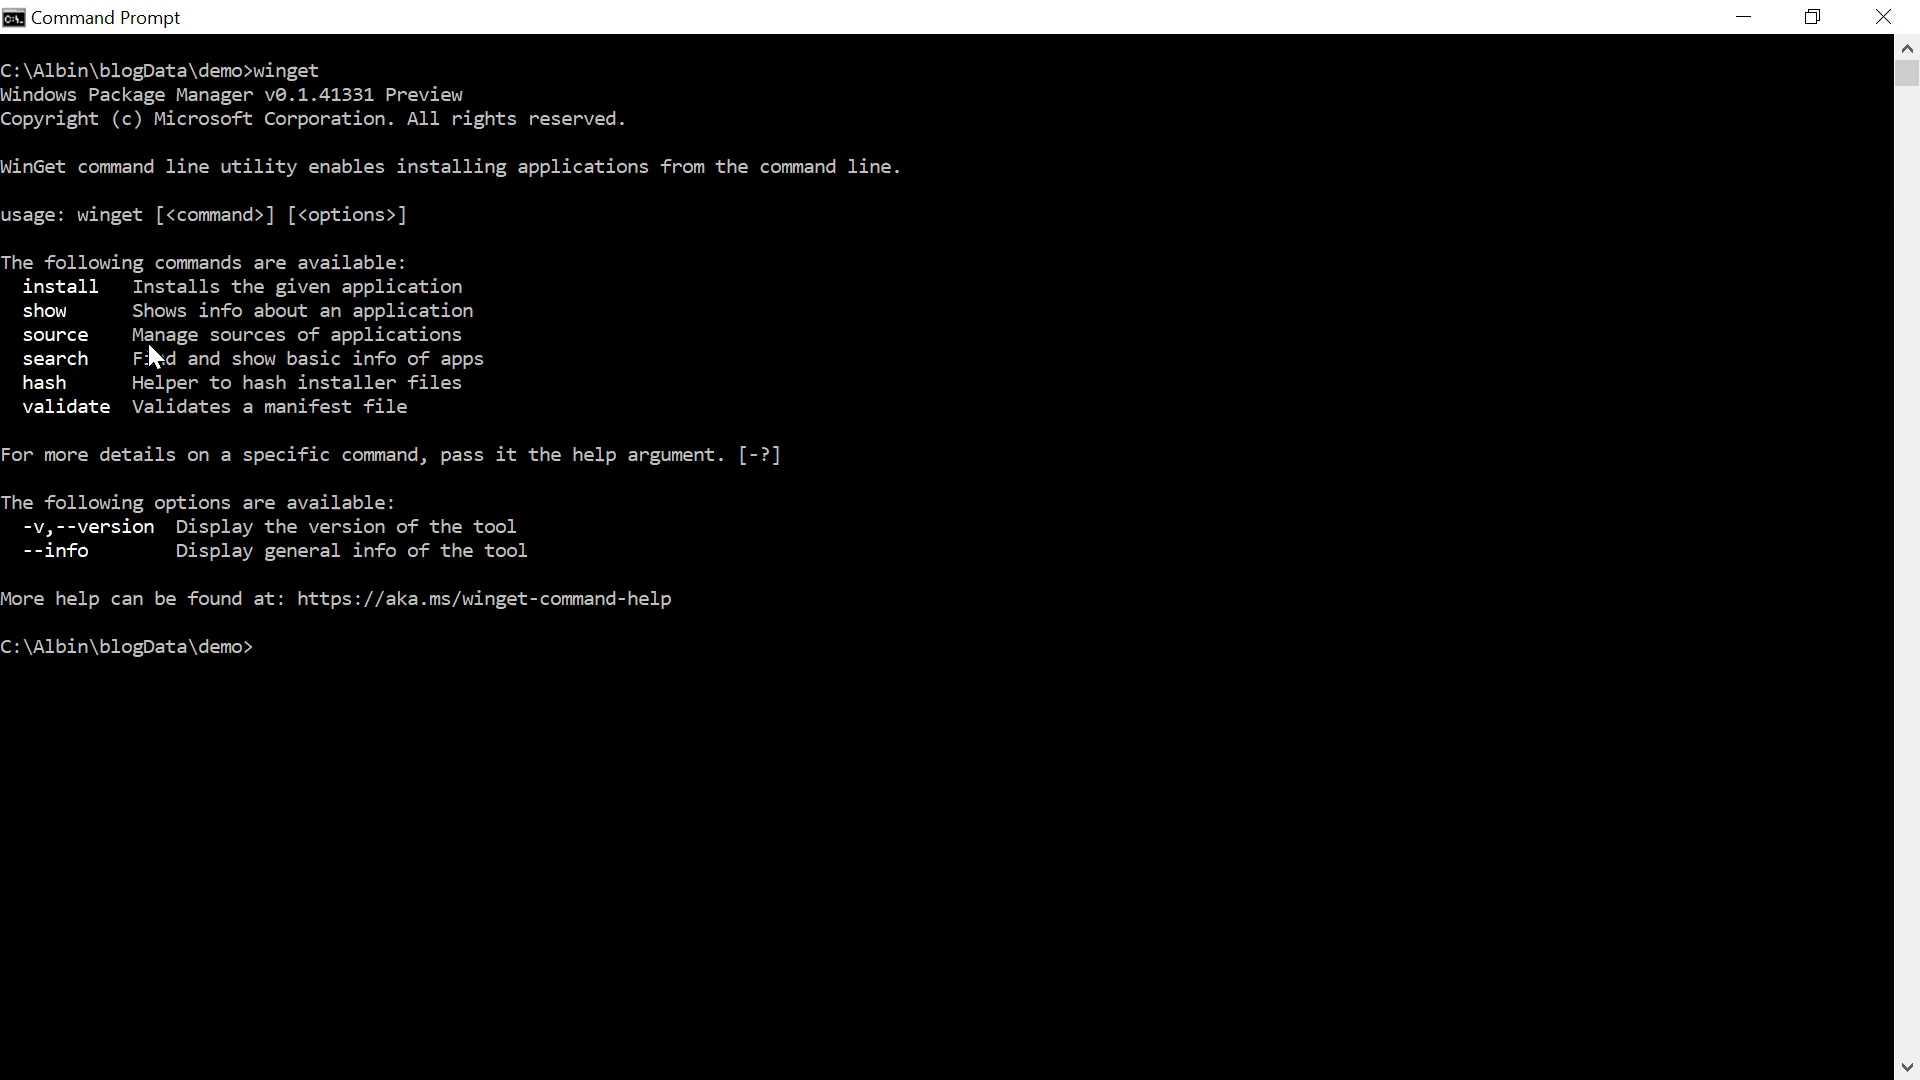 Command Prompt
C:\Albin\blogData\demo>winget
Windows Package Manager v0.1.41331 Preview
Copyright (c) Microsoft Corporation. All rights reserved.
WinGet command line utility enables installing applications from the command line.
usage: winget [<command>] [<options>]
The following commands are available:
install Installs the given application
show Shows info about an application
source Manage sources of applications
search Find and show basic info of apps
hash Helper to hash installer files
validate Validates a manifest file
For more details on a specific command, pass it the help argument. [-?]
The following options are available:
-v,--version Display the version of the tool
--info Display general info of the tool
More help can be found at: https://aka.ms/winget-command-help
C:\Albin\blogData\demo>